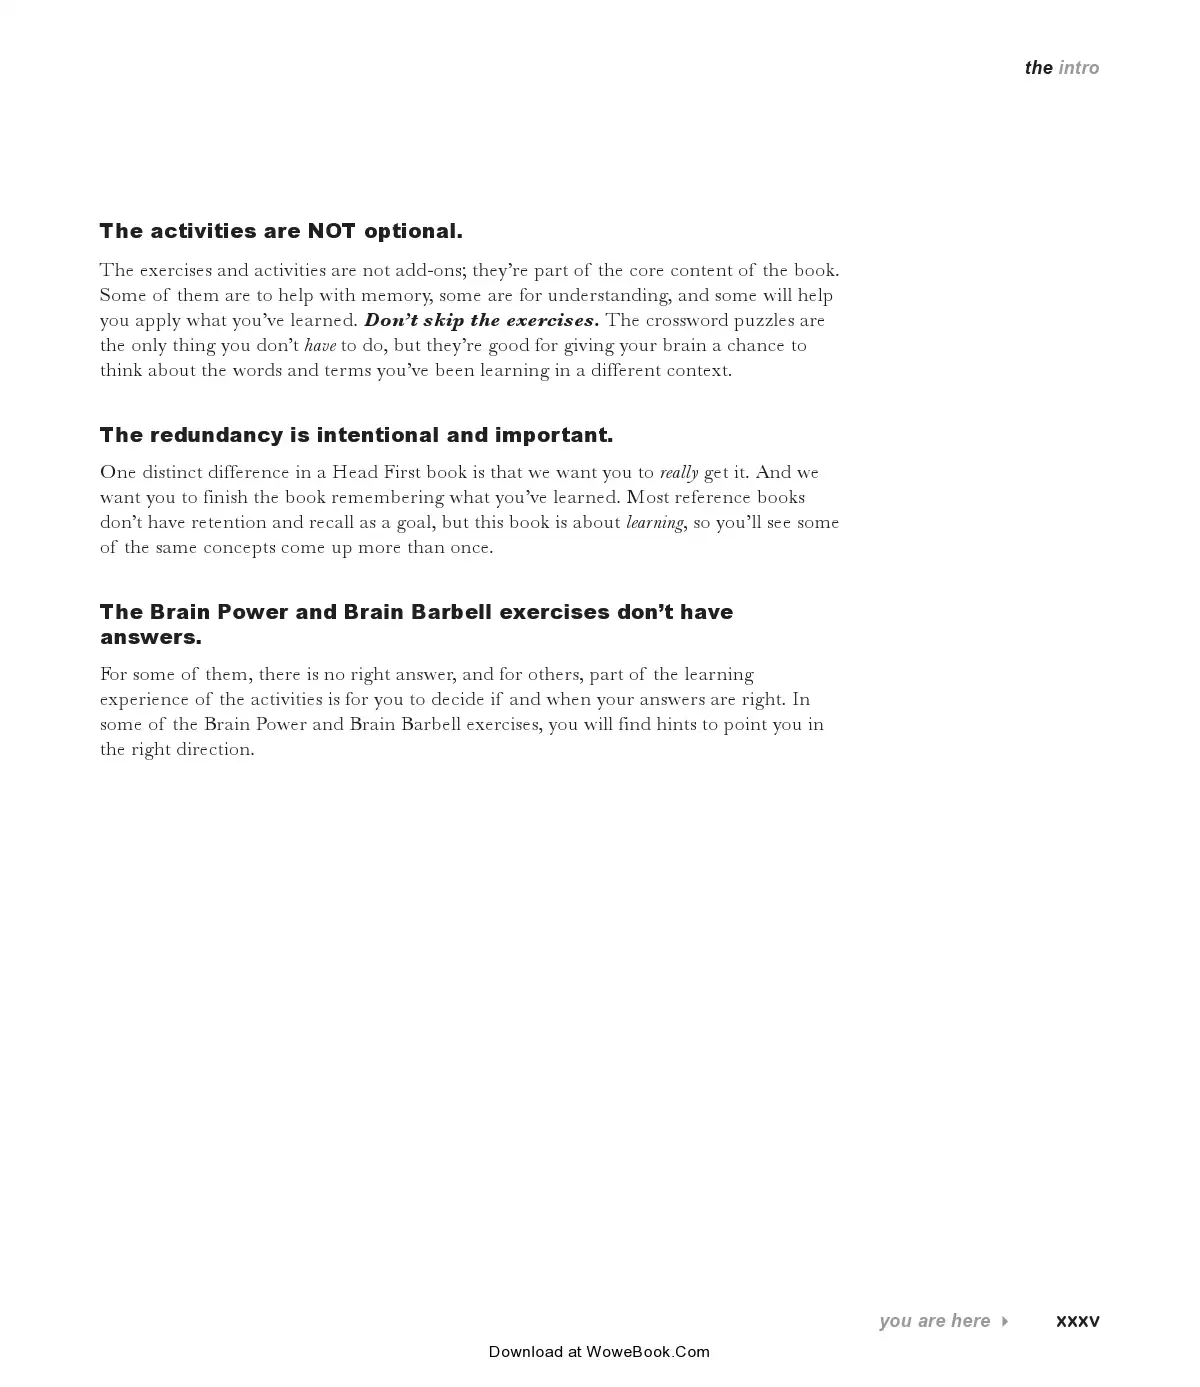 the intro
The activities are NOT optional.
The exercises and activities are not add-ons; they’re part of the core content of the book.
Some of them are to help with memory, some are for understanding, and some will help
you apply what you’ve learned. Don’t skip the exercises. The crossword puzzles are
the only thing you don’t have to do, but they’re good for giving your brain a chance to
think about the words and terms you’ve been learning in a different context.
The redundancy is intentional and important.
One distinct difference in a Head First book is that we want you to really get it. And we
want you to finish the book remembering what you’ve learned. Most reference books
don’t have retention and recall as a goal, but this book is about learning, so you’ll see some
of the same concepts come up more than once.
The Brain Power and Brain Barbell exercises don’t have
answers.
For some of them, there is no right answer, and for others, part of the learning
experience of the activities is for you to decide if and when your answers are right. In
some of the Brain Power and Brain Barbell exercises, you will find hints to point you in
the right direction.
you are here xxxv
Download at WoweBook.Com